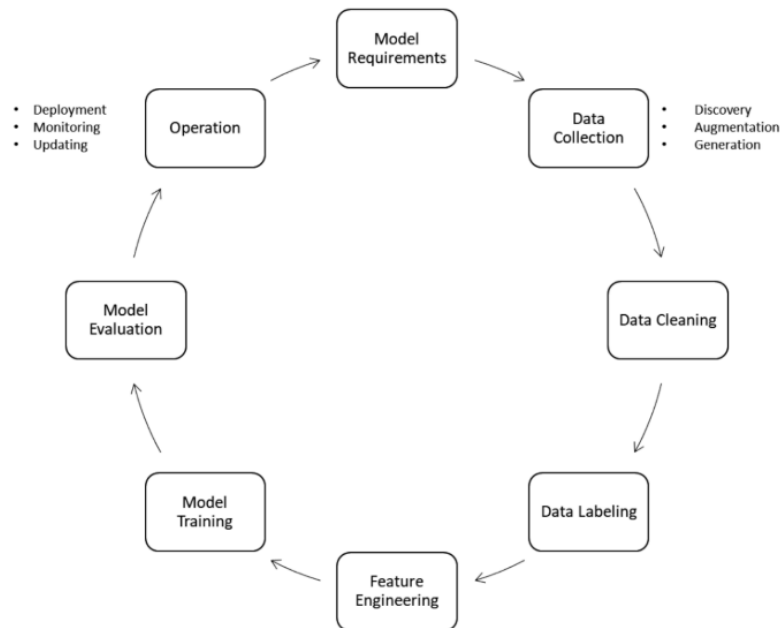 Model
Requirements
Data
Collection
• Discovery
• Augmentation
• Generation
Data Cleaning
Data Labeling
Feature
Engineering
Model
Training
Model
Evaluation
Operation
• Deployment
• Monitoring
• Updating